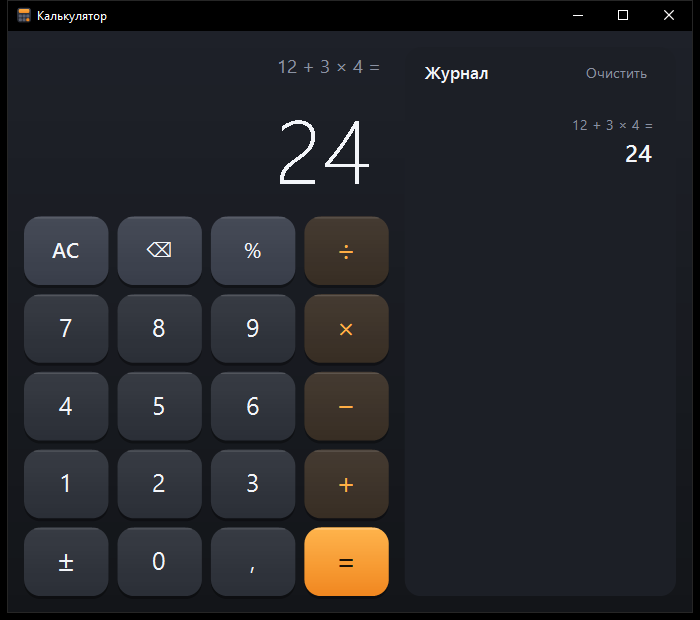 Калькулятор
12 + 3 × 4 =
24
Журнал Очистить
12 + 3 × 4 =
24
AC ⌫ % ÷
7 8 9 ×
4 5 6 −
1 2 3 +
± 0 , =